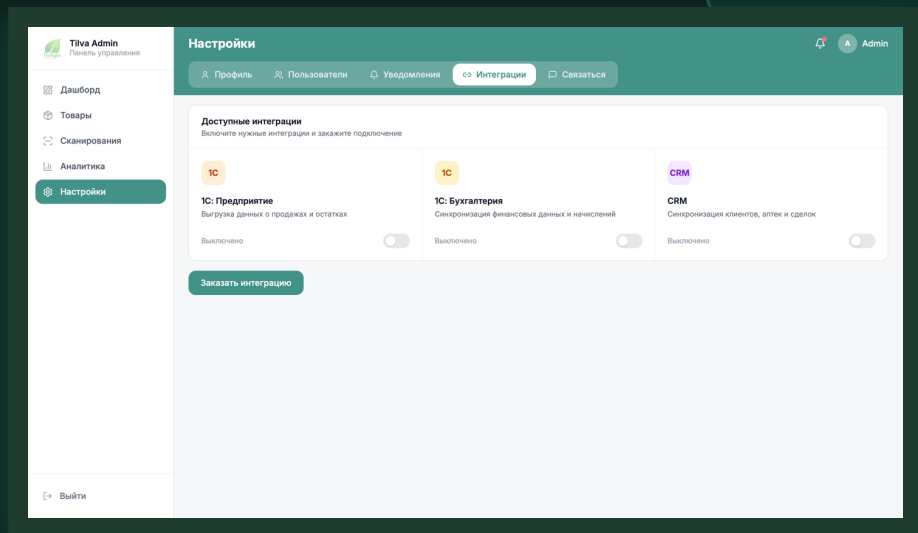 Tilva Admin
Панель управления
Дашборд
Товары
Сканирования
Аналитика
Настройки
Выйти
Настройки
A
Admin
Профиль
Пользователи
Уведомления
Интеграции
Связаться
Доступные интеграции
Включите нужные интеграции и закажите подключение
1С
1С: Предприятие
Выгрузка данных о продажах и остатках
Выключено
1С
1С: Бухгалтерия
Синхронизация финансовых данных и начислений
Выключено
CRM
CRM
Синхронизация клиентов, аптек и сделок
Выключено
Заказать интеграцию